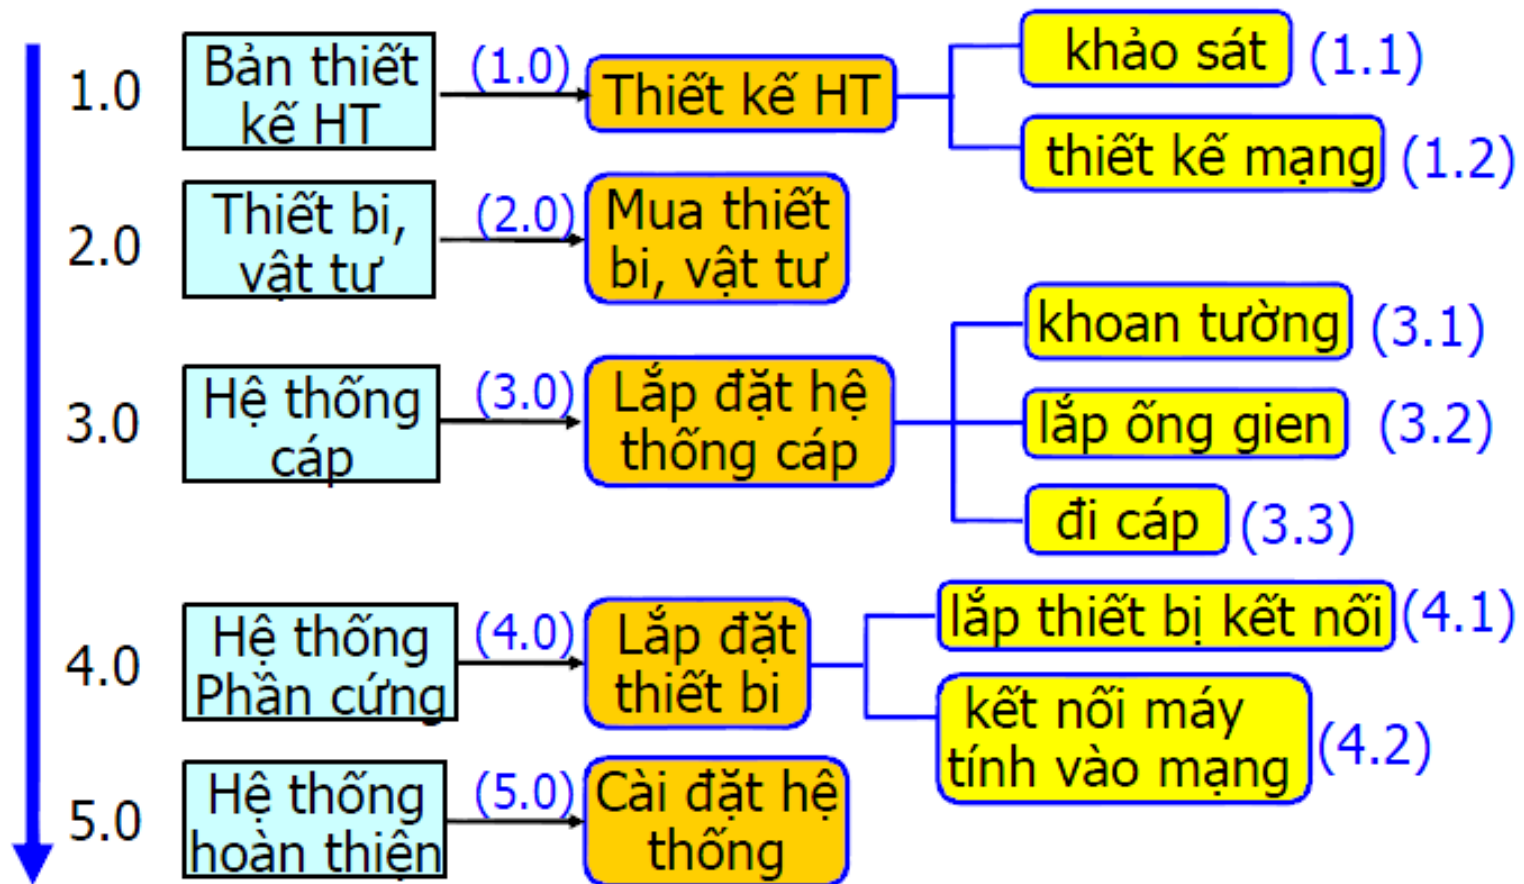 1.0
Bản thiết
kế HT
(1.0)
Thiết kế HT
khảo sát
(1.1)
thiết kế mạng
(1.2)
2.0
Thiết bi,
vật tư
(2.0)
Mua thiết
bi, vật tư
3.0
Hệ thống
cáp
(3.0)
Lắp đặt hệ
thống cáp
khoan tường
(3.1)
lắp ống gien
(3.2)
đi cáp
(3.3)
4.0
Hệ thống
Phần cứng
(4.0)
Lắp đặt
thiết bi
lắp thiết bị kết nối
(4.1)
kết nối máy
tính vào mạng
(4.2)
5.0
Hệ thống
hoàn thiện
(5.0)
Cài đặt hệ
thống